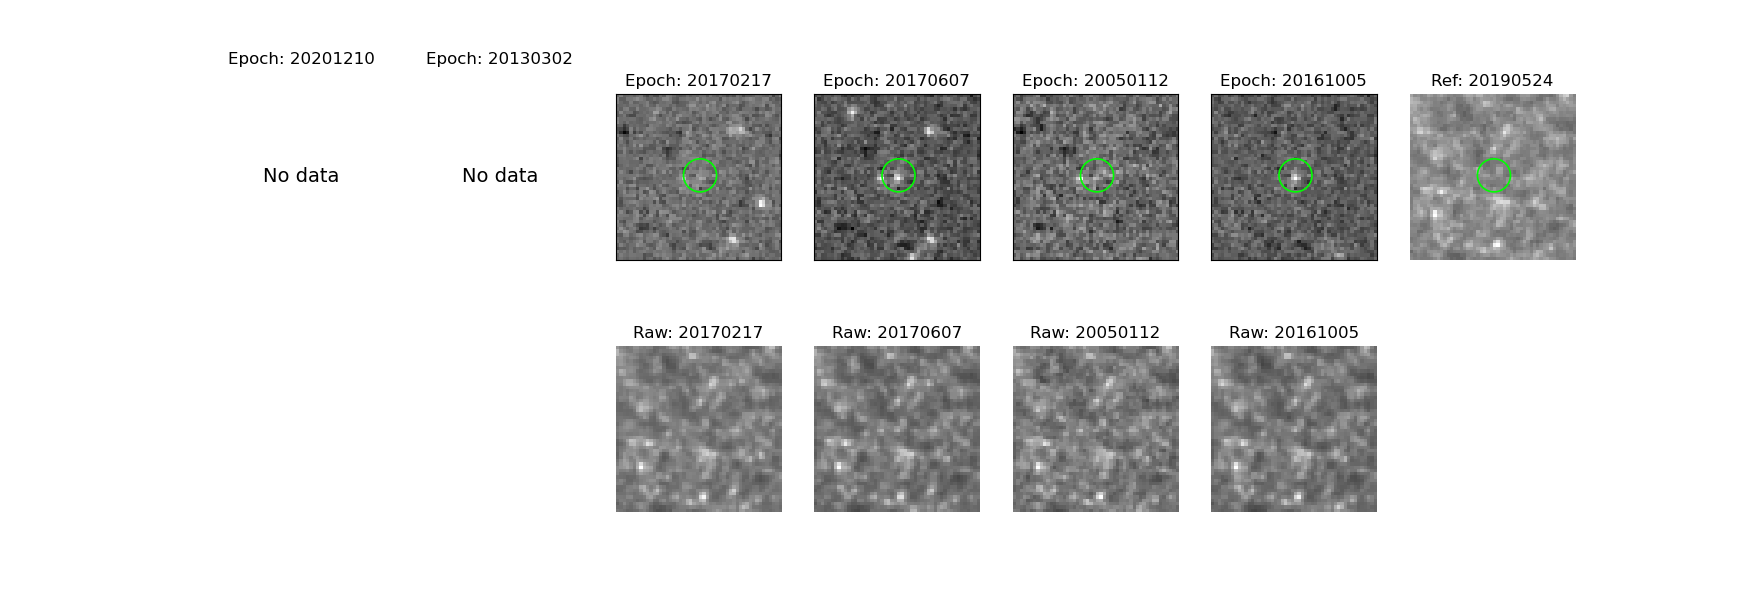 Epoch: 20201210
Epoch: 20130302
Epoch: 20170217
Epoch: 20170607
Epoch: 20050112
Epoch: 20161005
Ref: 20190524
No data
No data
Raw: 20170217
Raw: 20170607
Raw: 20050112
Raw: 20161005